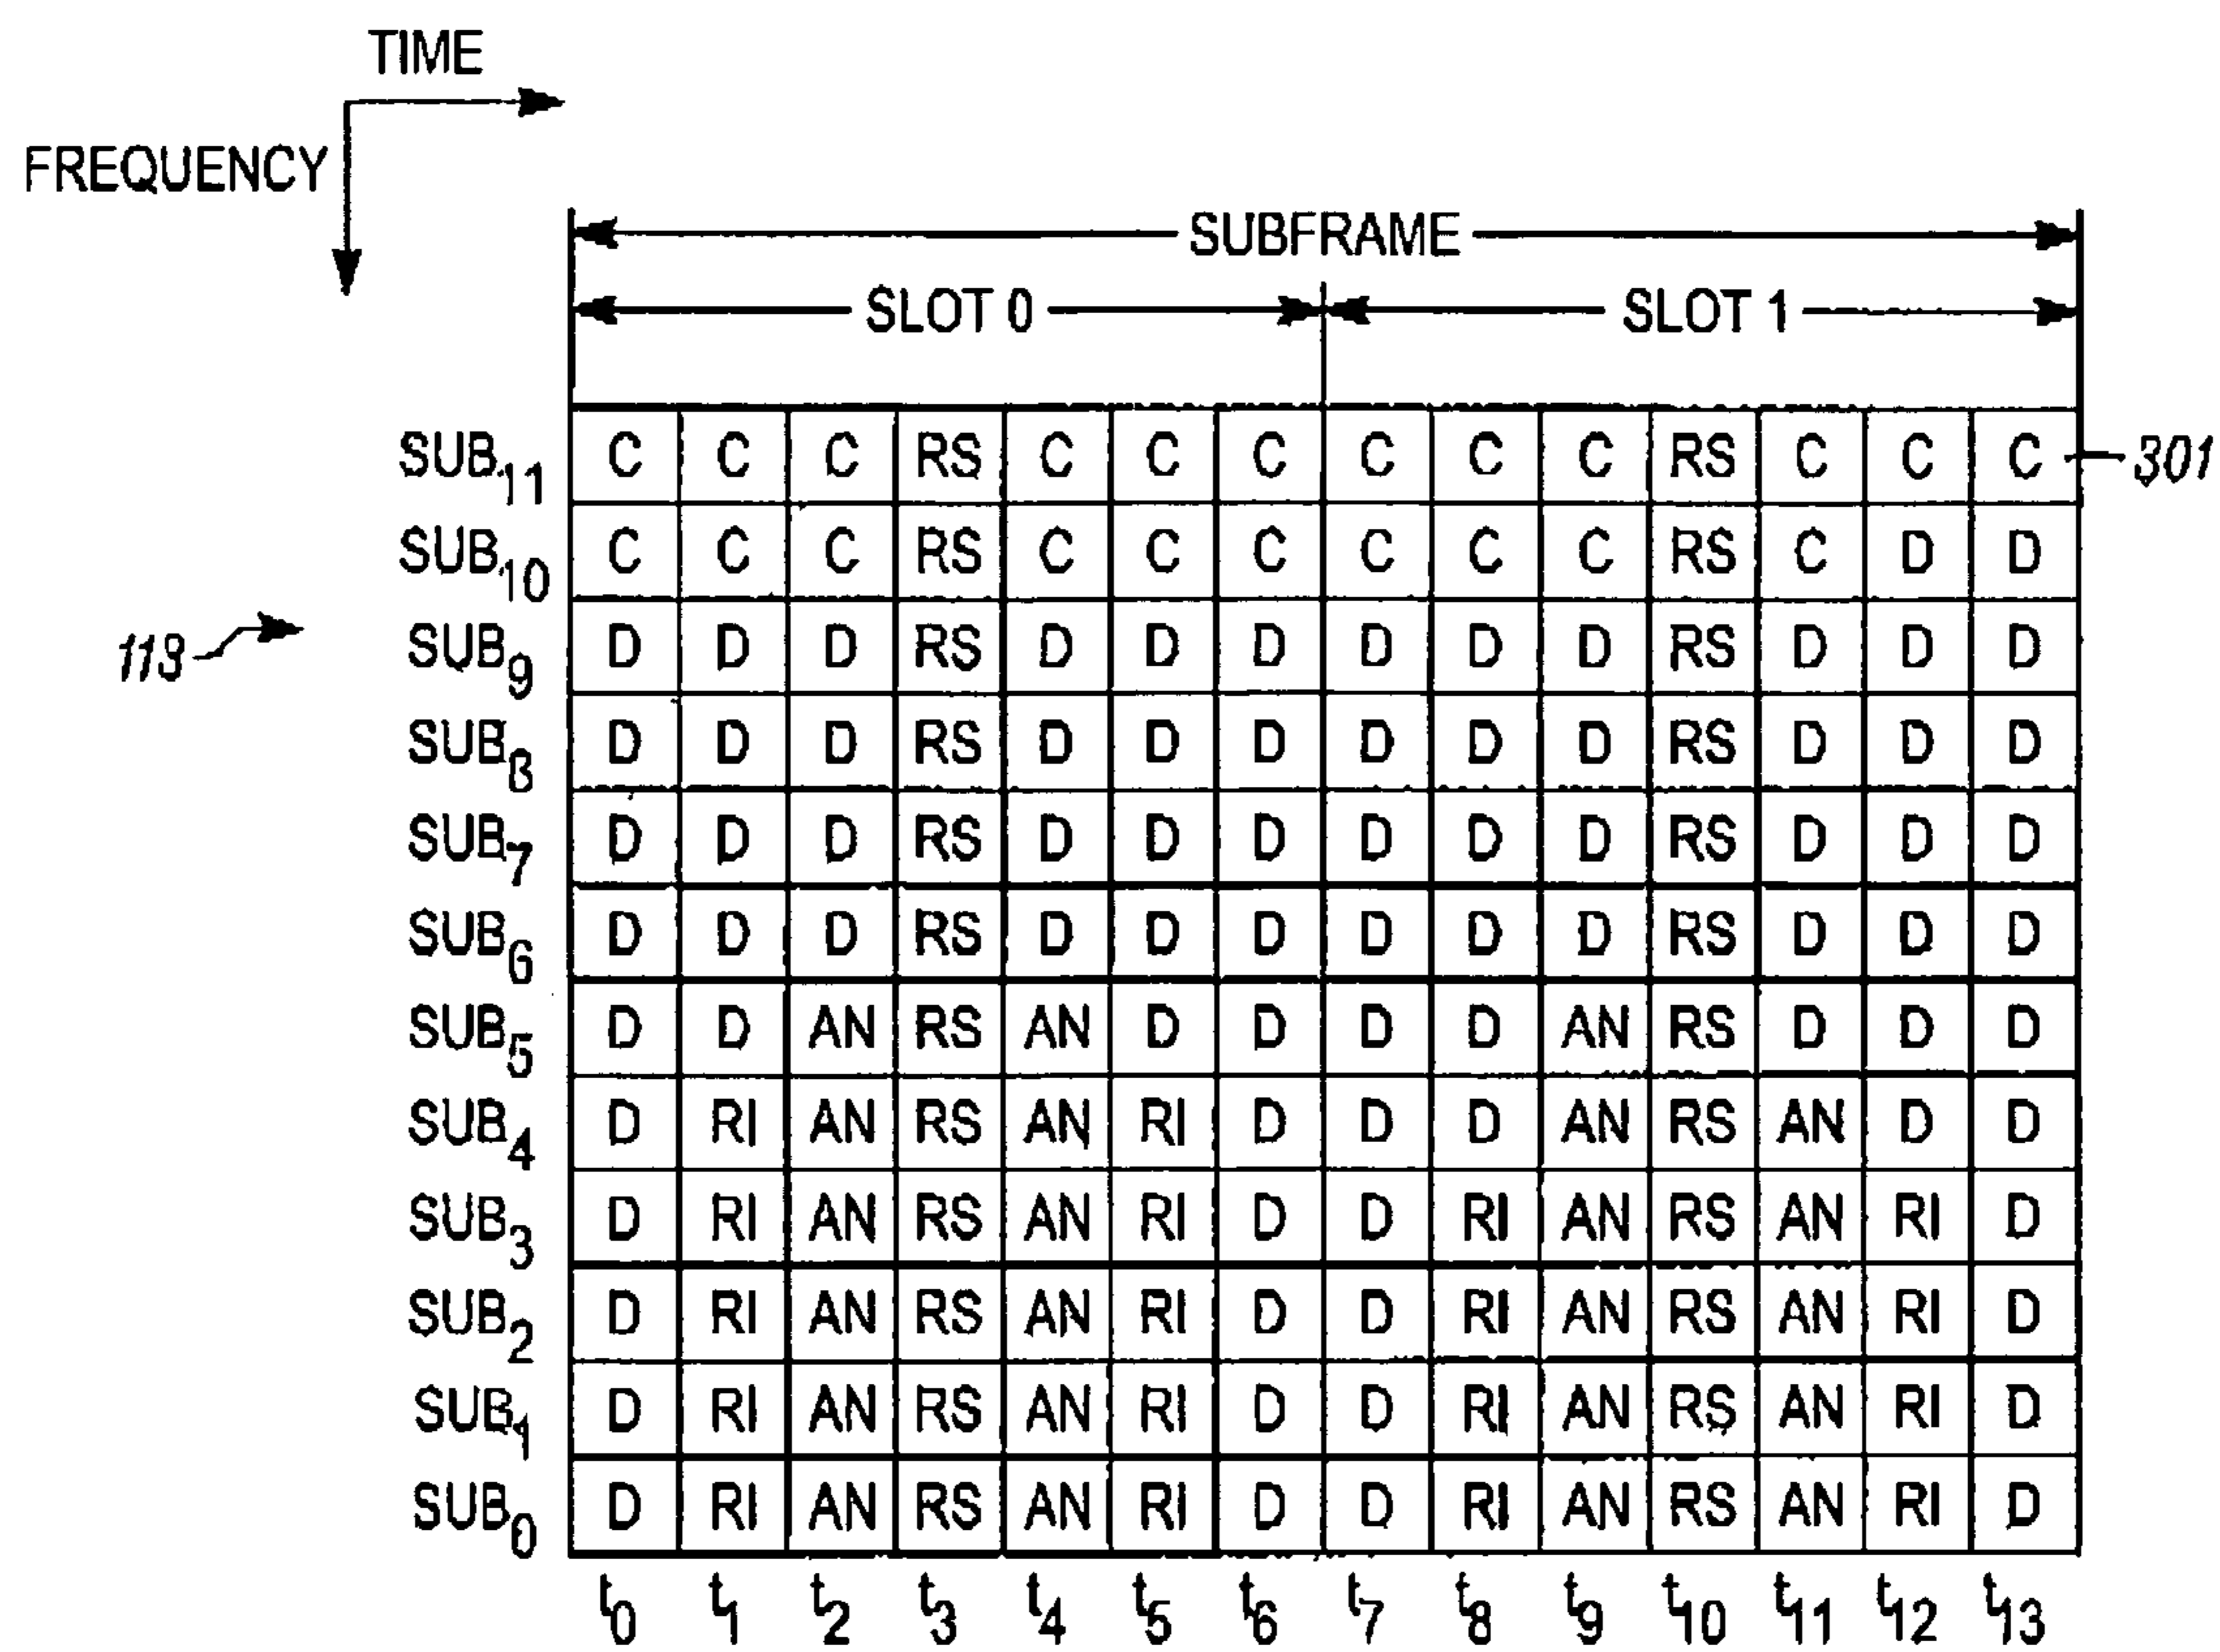 TIME
FREQUENCY
SUBFRAME
SLOT 0 SLOT 1
SUB11 C C C RS C C C C C C RS C C C 301
SUB10 C C C RS C C C C C C RS C D D
113 SUB9 D D D RS D D D D D D RS D D D
SUB8 D D D RS D D D D D D RS D D D
SUB7 D D D RS D D D D D D RS D D D
SUB6 D D D RS D D D D D D RS D D D
SUB5 D D AN RS AN D D D D AN RS D D D
SUB4 D RI AN RS AN RI D D D AN RS AN D D
SUB3 D RI AN RS AN RI D D RI AN RS AN RI D
SUB2 D RI AN RS AN RI D D RI AN RS AN RI D
SUB1 D RI AN RS AN RI D D RI AN RS AN RI D
SUB0 D RI AN RS AN RI D D RI AN RS AN RI D
t0 t1 t2 t3 t4 t5 t6 t7 t8 t9 t10 t11 t12 t13